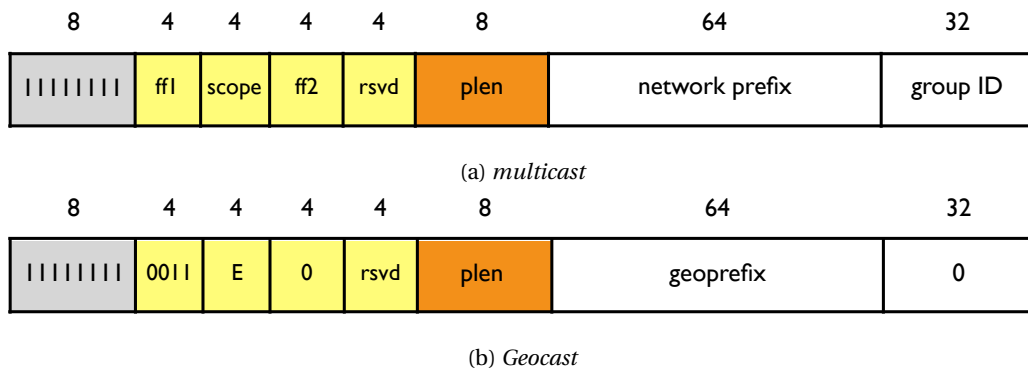 8 4 4 4 4 8 64 32
11111111 ff1 scope ff2 rsvd plen network prefix group ID
(a) multicast
8 4 4 4 4 8 64 32
11111111 0011 E 0 rsvd plen geoprefix 0
(b) Geocast